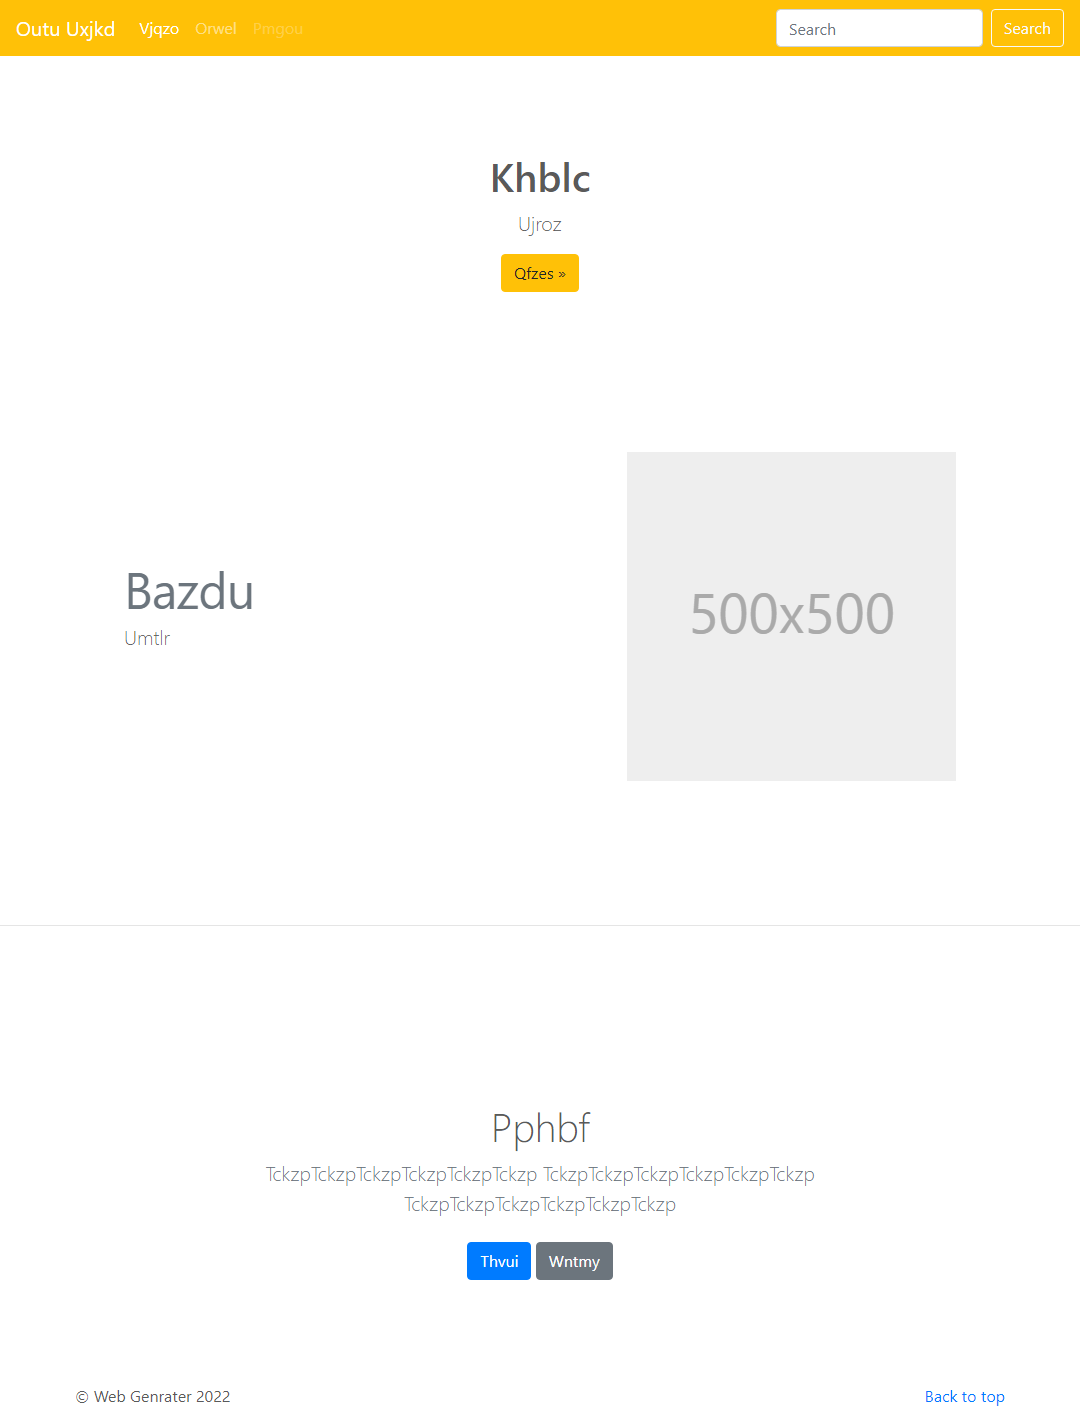 Outu Uxjkd Vjqzo Orwel Pmgou Search Search
Khblc
Ujroz
Qfzes »
Bazdu
Umtlr
500x500
Pphbf
TckzpTckzpTckzpTckzpTckzpTckzp TckzpTckzpTckzpTckzpTckzpTckzp
TckzpTckzpTckzpTckzpTckzpTckzp
Thvui Wntmy
© Web Genrater 2022 Back to top